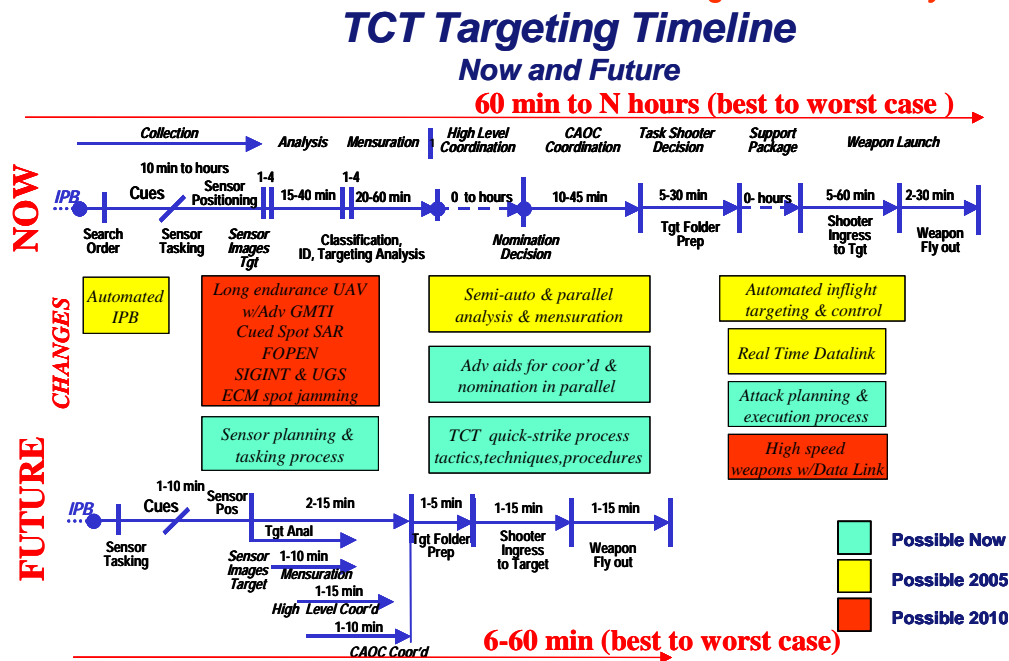 TCT Targeting Timeline
Now and Future
60 min to N hours (best to worst case )
Collection
Analysis
Mensuration
High Level
Coordination
CAOC
Coordination
Task Shooter
Decision
Support
Package
Weapon Launch
NOW
IPB
10 min to hours
Cues
Sensor
Positioning
1-4
15-40 min
1-4
20-60 min
0 to hours
10-45 min
5-30 min
0- hours
5-60 min
2-30 min
Search
Order
Sensor
Tasking
Sensor
Images
Tgt
Classification,
ID, Targeting Analysis
Nomination
Decision
Tgt Folder
Prep
Shooter
Ingress
to Tgt
Weapon
Fly out
CHANGES
Automated
IPB
Long endurance UAV
w/Adv GMTI
Cued Spot SAR
FOPEN
SIGINT & UGS
ECM spot jamming
Sensor planning &
tasking process
Semi-auto & parallel
analysis & mensuration
Adv aids for coor'd &
nomination in parallel
TCT quick-strike process
tactics,techniques,procedures
Automated inflight
targeting & control
Real Time Datalink
Attack planning &
execution process
High speed
weapons w/Data Link
FUTURE
IPB
1-10 min
Cues
Sensor
Pos
2-15 min
1-5 min
1-15 min
1-15 min
Sensor
Tasking
Tgt Anal
Sensor
Images
Target
1-10 min
Mensuration
1-15 min
High Level Coor'd
1-10 min
CAOC Coor'd
Tgt Folder
Prep
Shooter
Ingress
to Target
Weapon
Fly out
Possible Now
Possible 2005
Possible 2010
6-60 min (best to worst case)